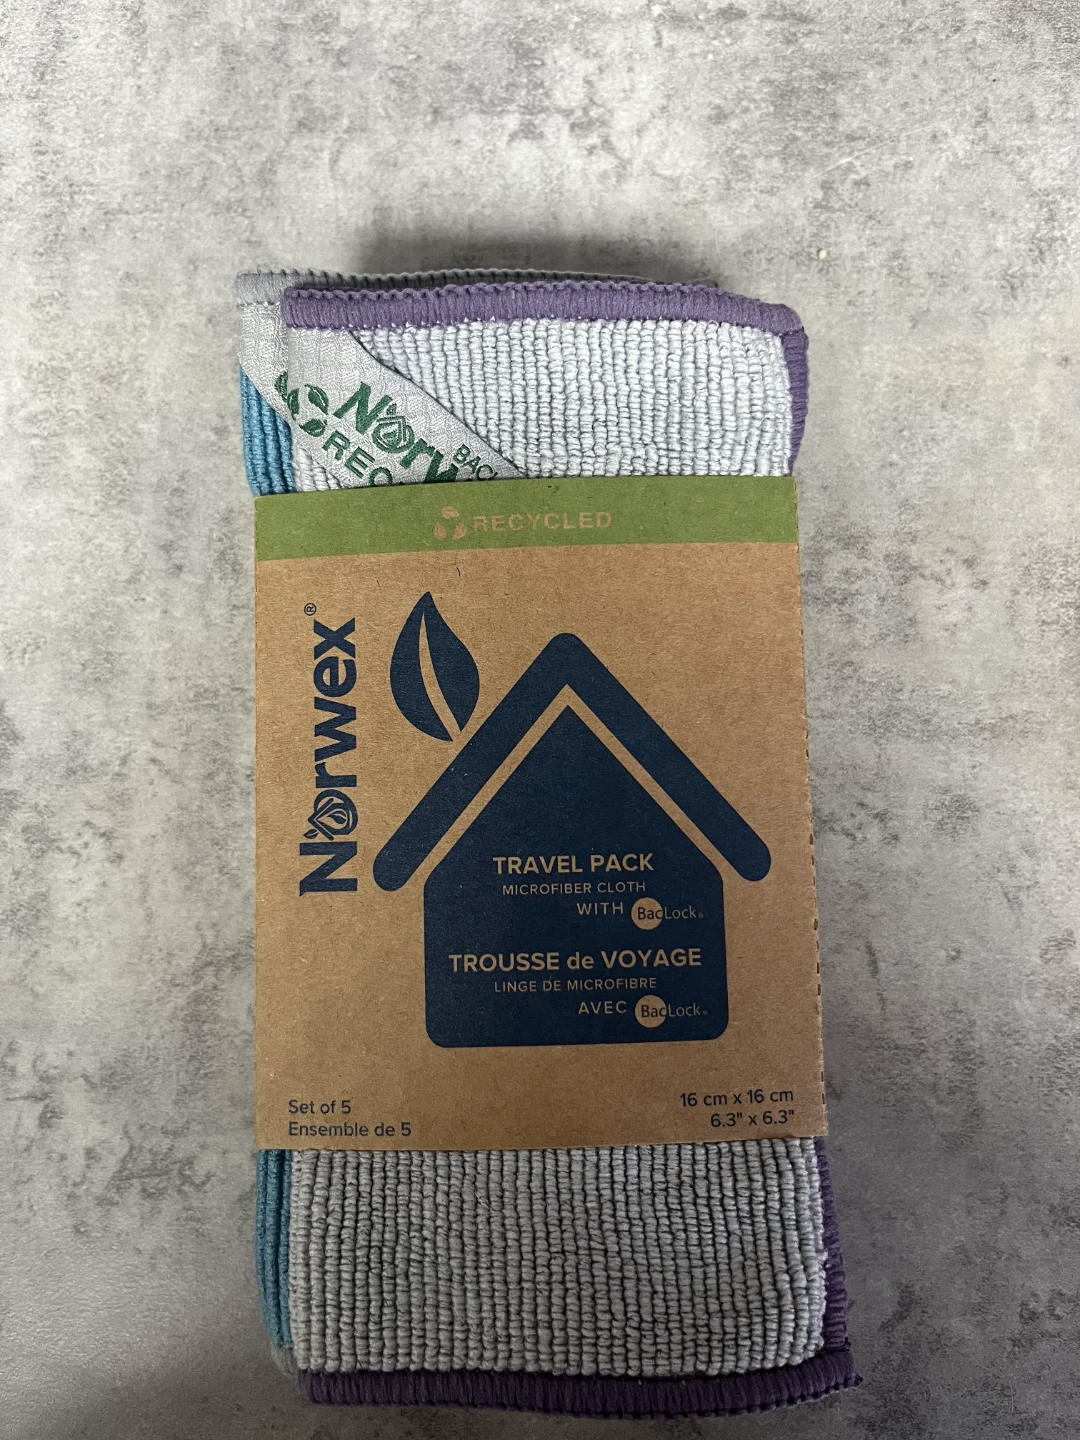 Norwex
RECYCLED
Norwex®
TRAVEL PACK
MICROFIBER CLOTH
WITH BacLock®
TROUSSE de VOYAGE
LINGE DE MICROFIBRE
AVEC BacLock
Set of 5
Ensemble de 5
16 cm x 16 cm
6.3" x 6.3"